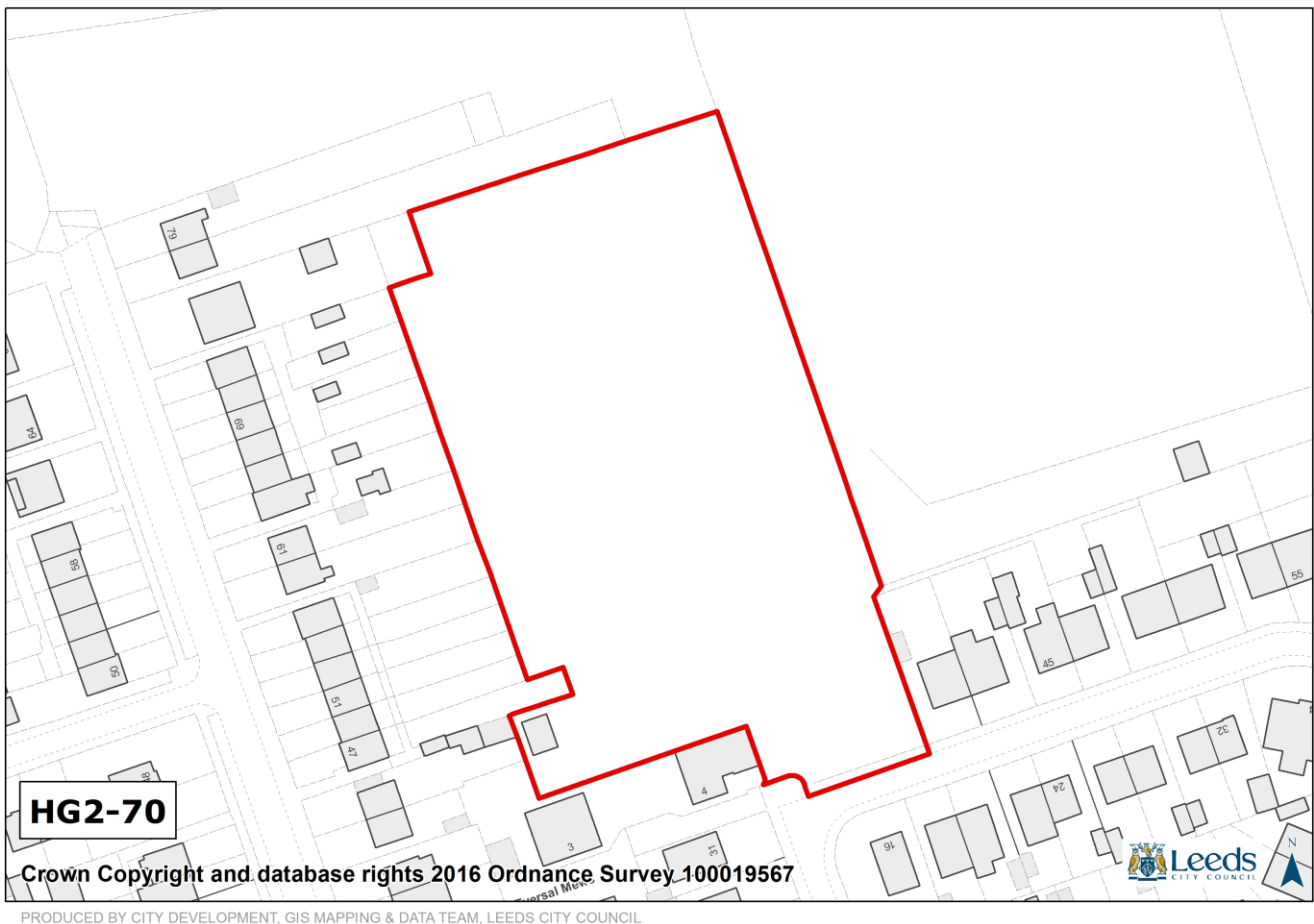 79
64
69
58
61
50
51
47
48
55
45
32
24
4
31
16
3
HG2-70
N
Leeds
CITY COUNCIL
Crown Copyright and database rights 2016 Ordnance Survey 100019567
PRODUCED BY CITY DEVELOPMENT, GIS MAPPING & DATA TEAM, LEEDS CITY COUNCIL